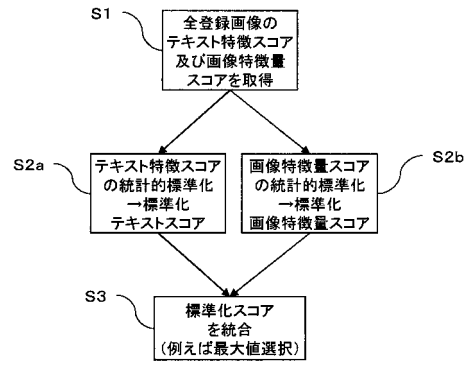 S1
全登録画像の
テキスト特徴スコア
及び画像特徴量
スコアを取得
S2a
テキスト特徴スコア
の統計的標準化
→標準化
テキストスコア
画像特徴量スコア
の統計的標準化
→標準化
画像特徴量スコア
S2b
S3
標準化スコア
を統合
(例えば最大値選択)